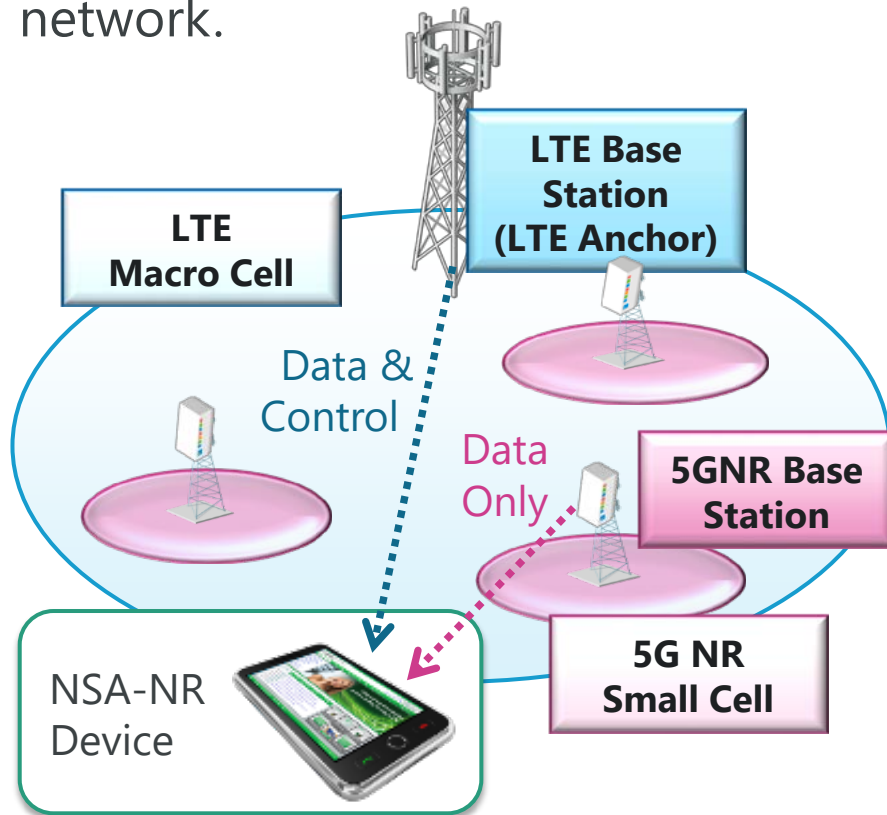 network.
LTE Base
Station
(LTE Anchor)
LTE
Macro Cell
Data &
Control
Data
Only
5GNR Base
Station
5G NR
Small Cell
NSA-NR
Device